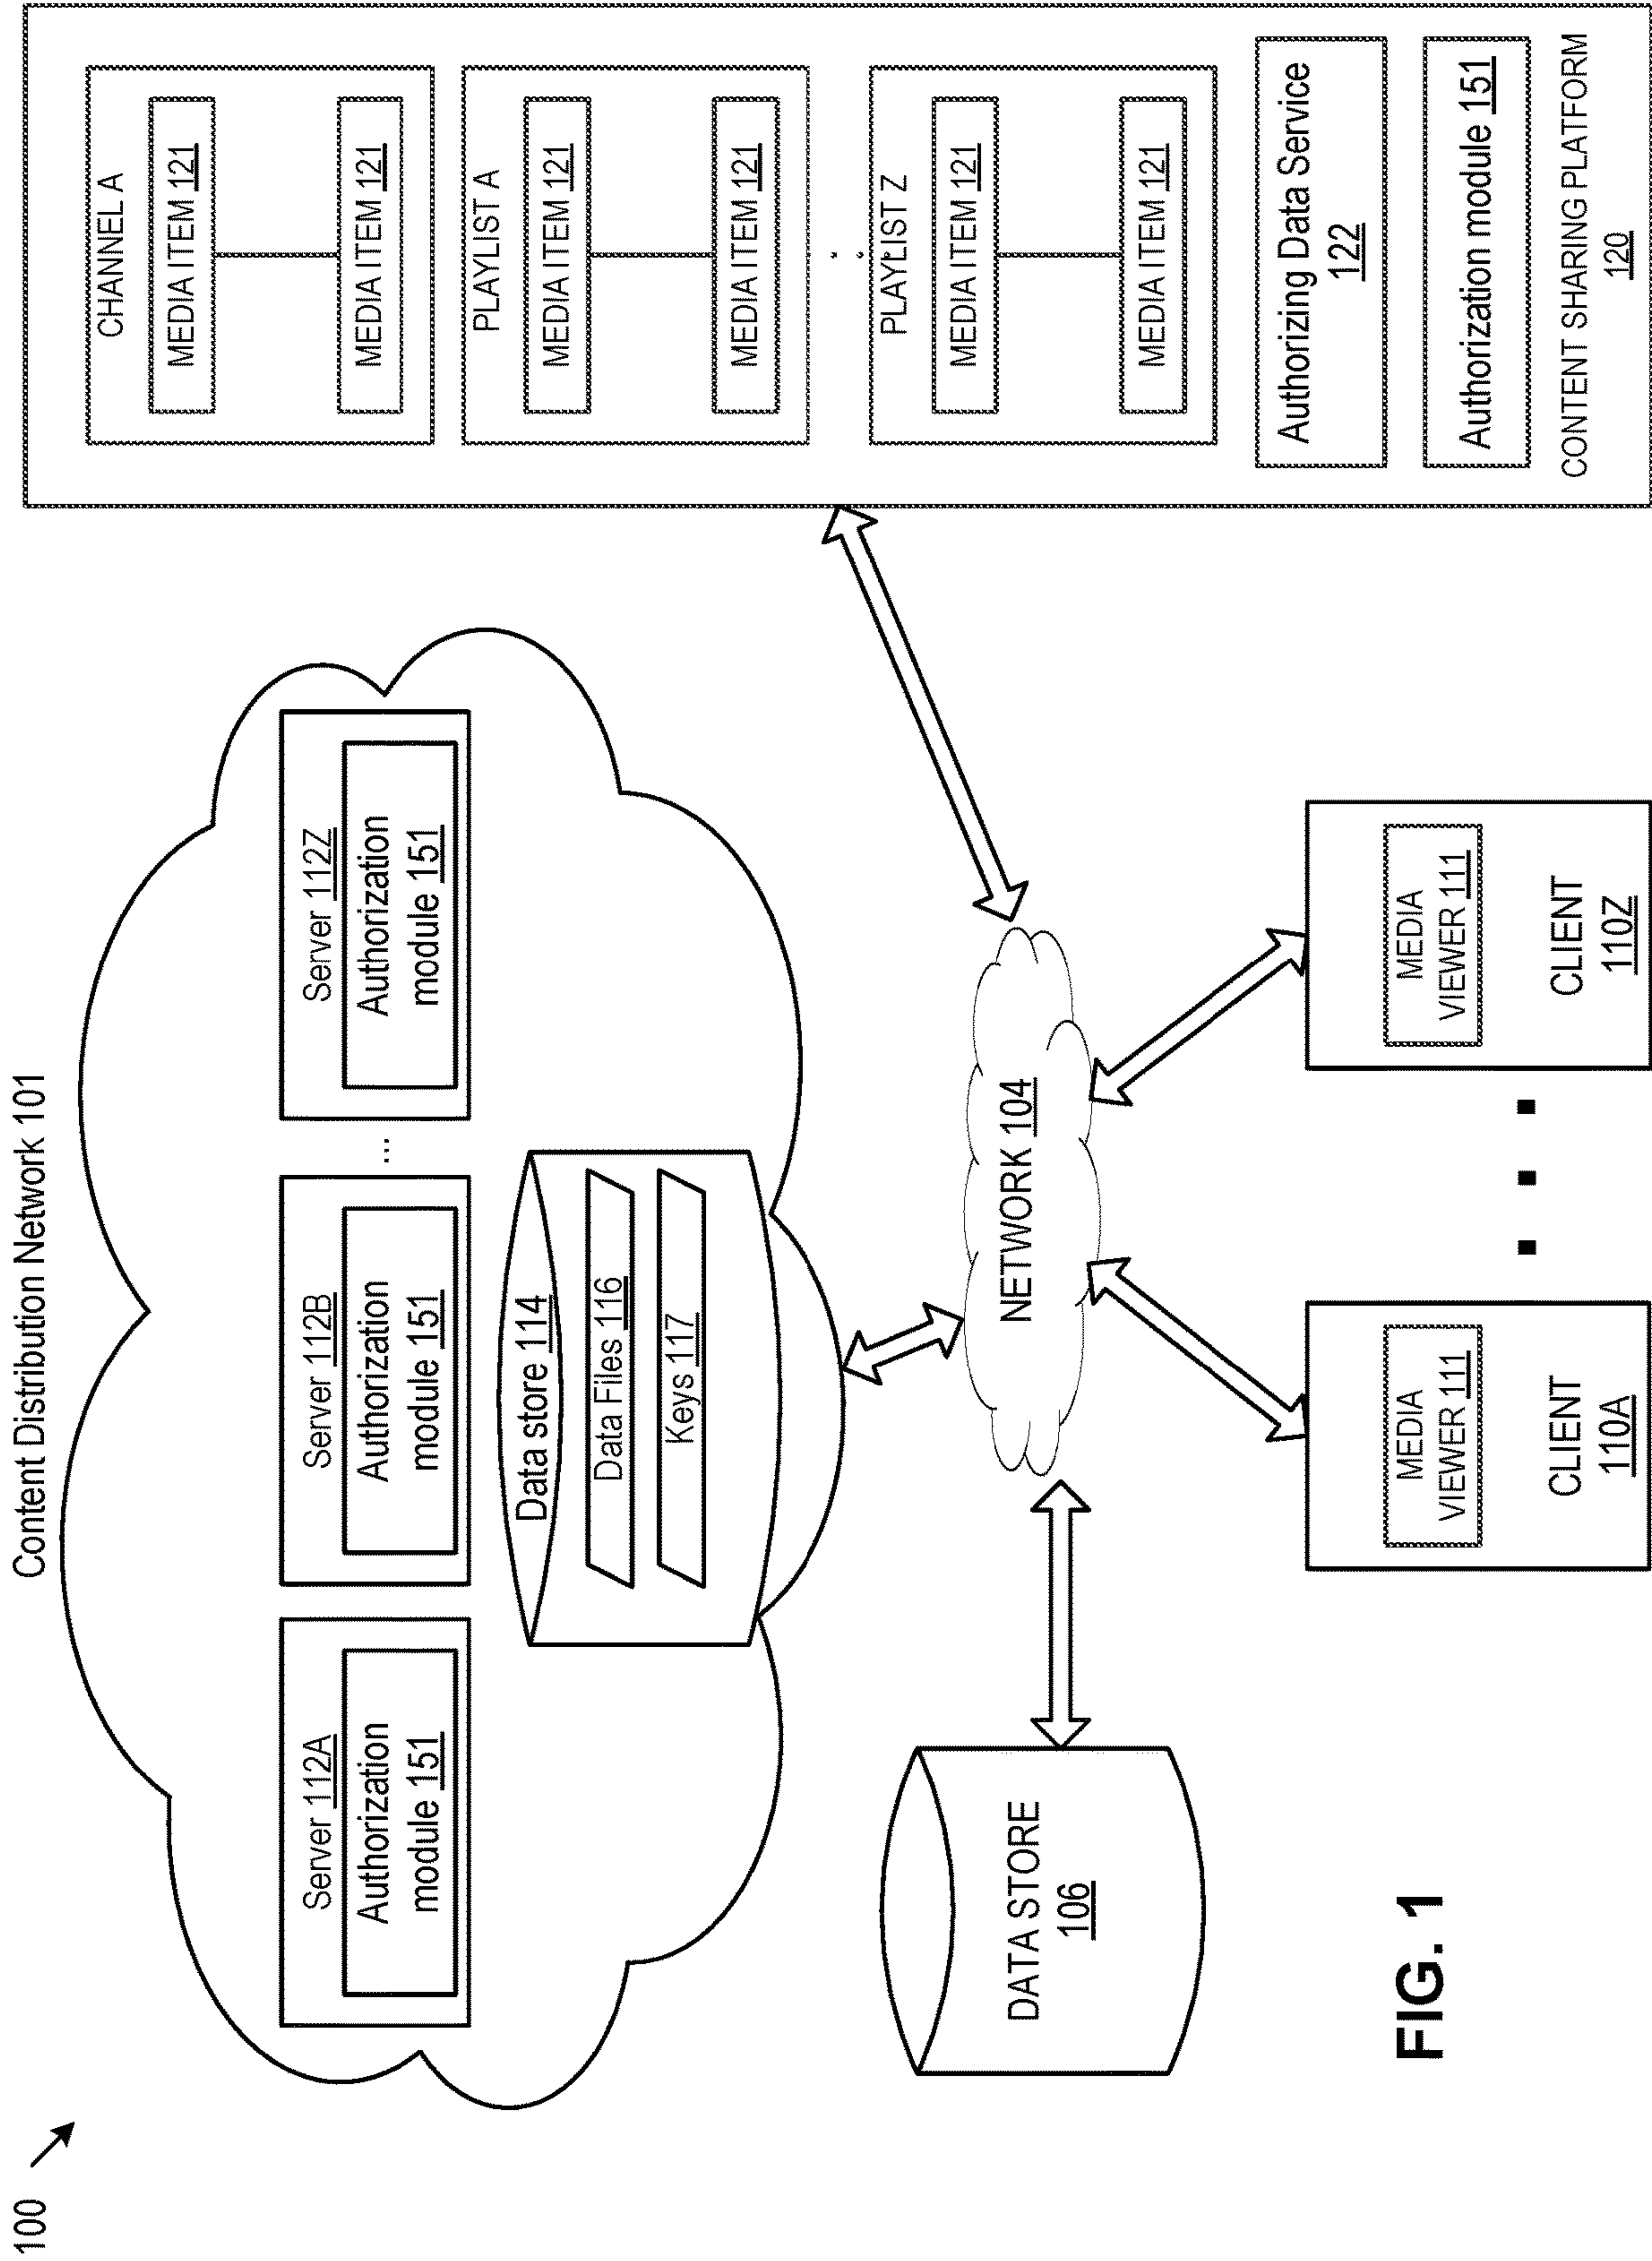 100
Content Distribution Network 101
Server 112A
Authorization
module 151
Server 112B
Authorization
module 151
...
Server 112Z
Authorization
module 151
Data store 114
Data Files 116
Keys 117
DATA STORE
106
NETWORK 104
MEDIA
VIEWER 111
CLIENT
110A
MEDIA
VIEWER 111
CLIENT
110Z
CHANNEL A
MEDIA ITEM 121
MEDIA ITEM 121
PLAYLIST A
MEDIA ITEM 121
MEDIA ITEM 121
PLAYLIST Z
MEDIA ITEM 121
MEDIA ITEM 121
Authorizing Data Service
122
Authorization module 151
CONTENT SHARING PLATFORM
120
FIG. 1